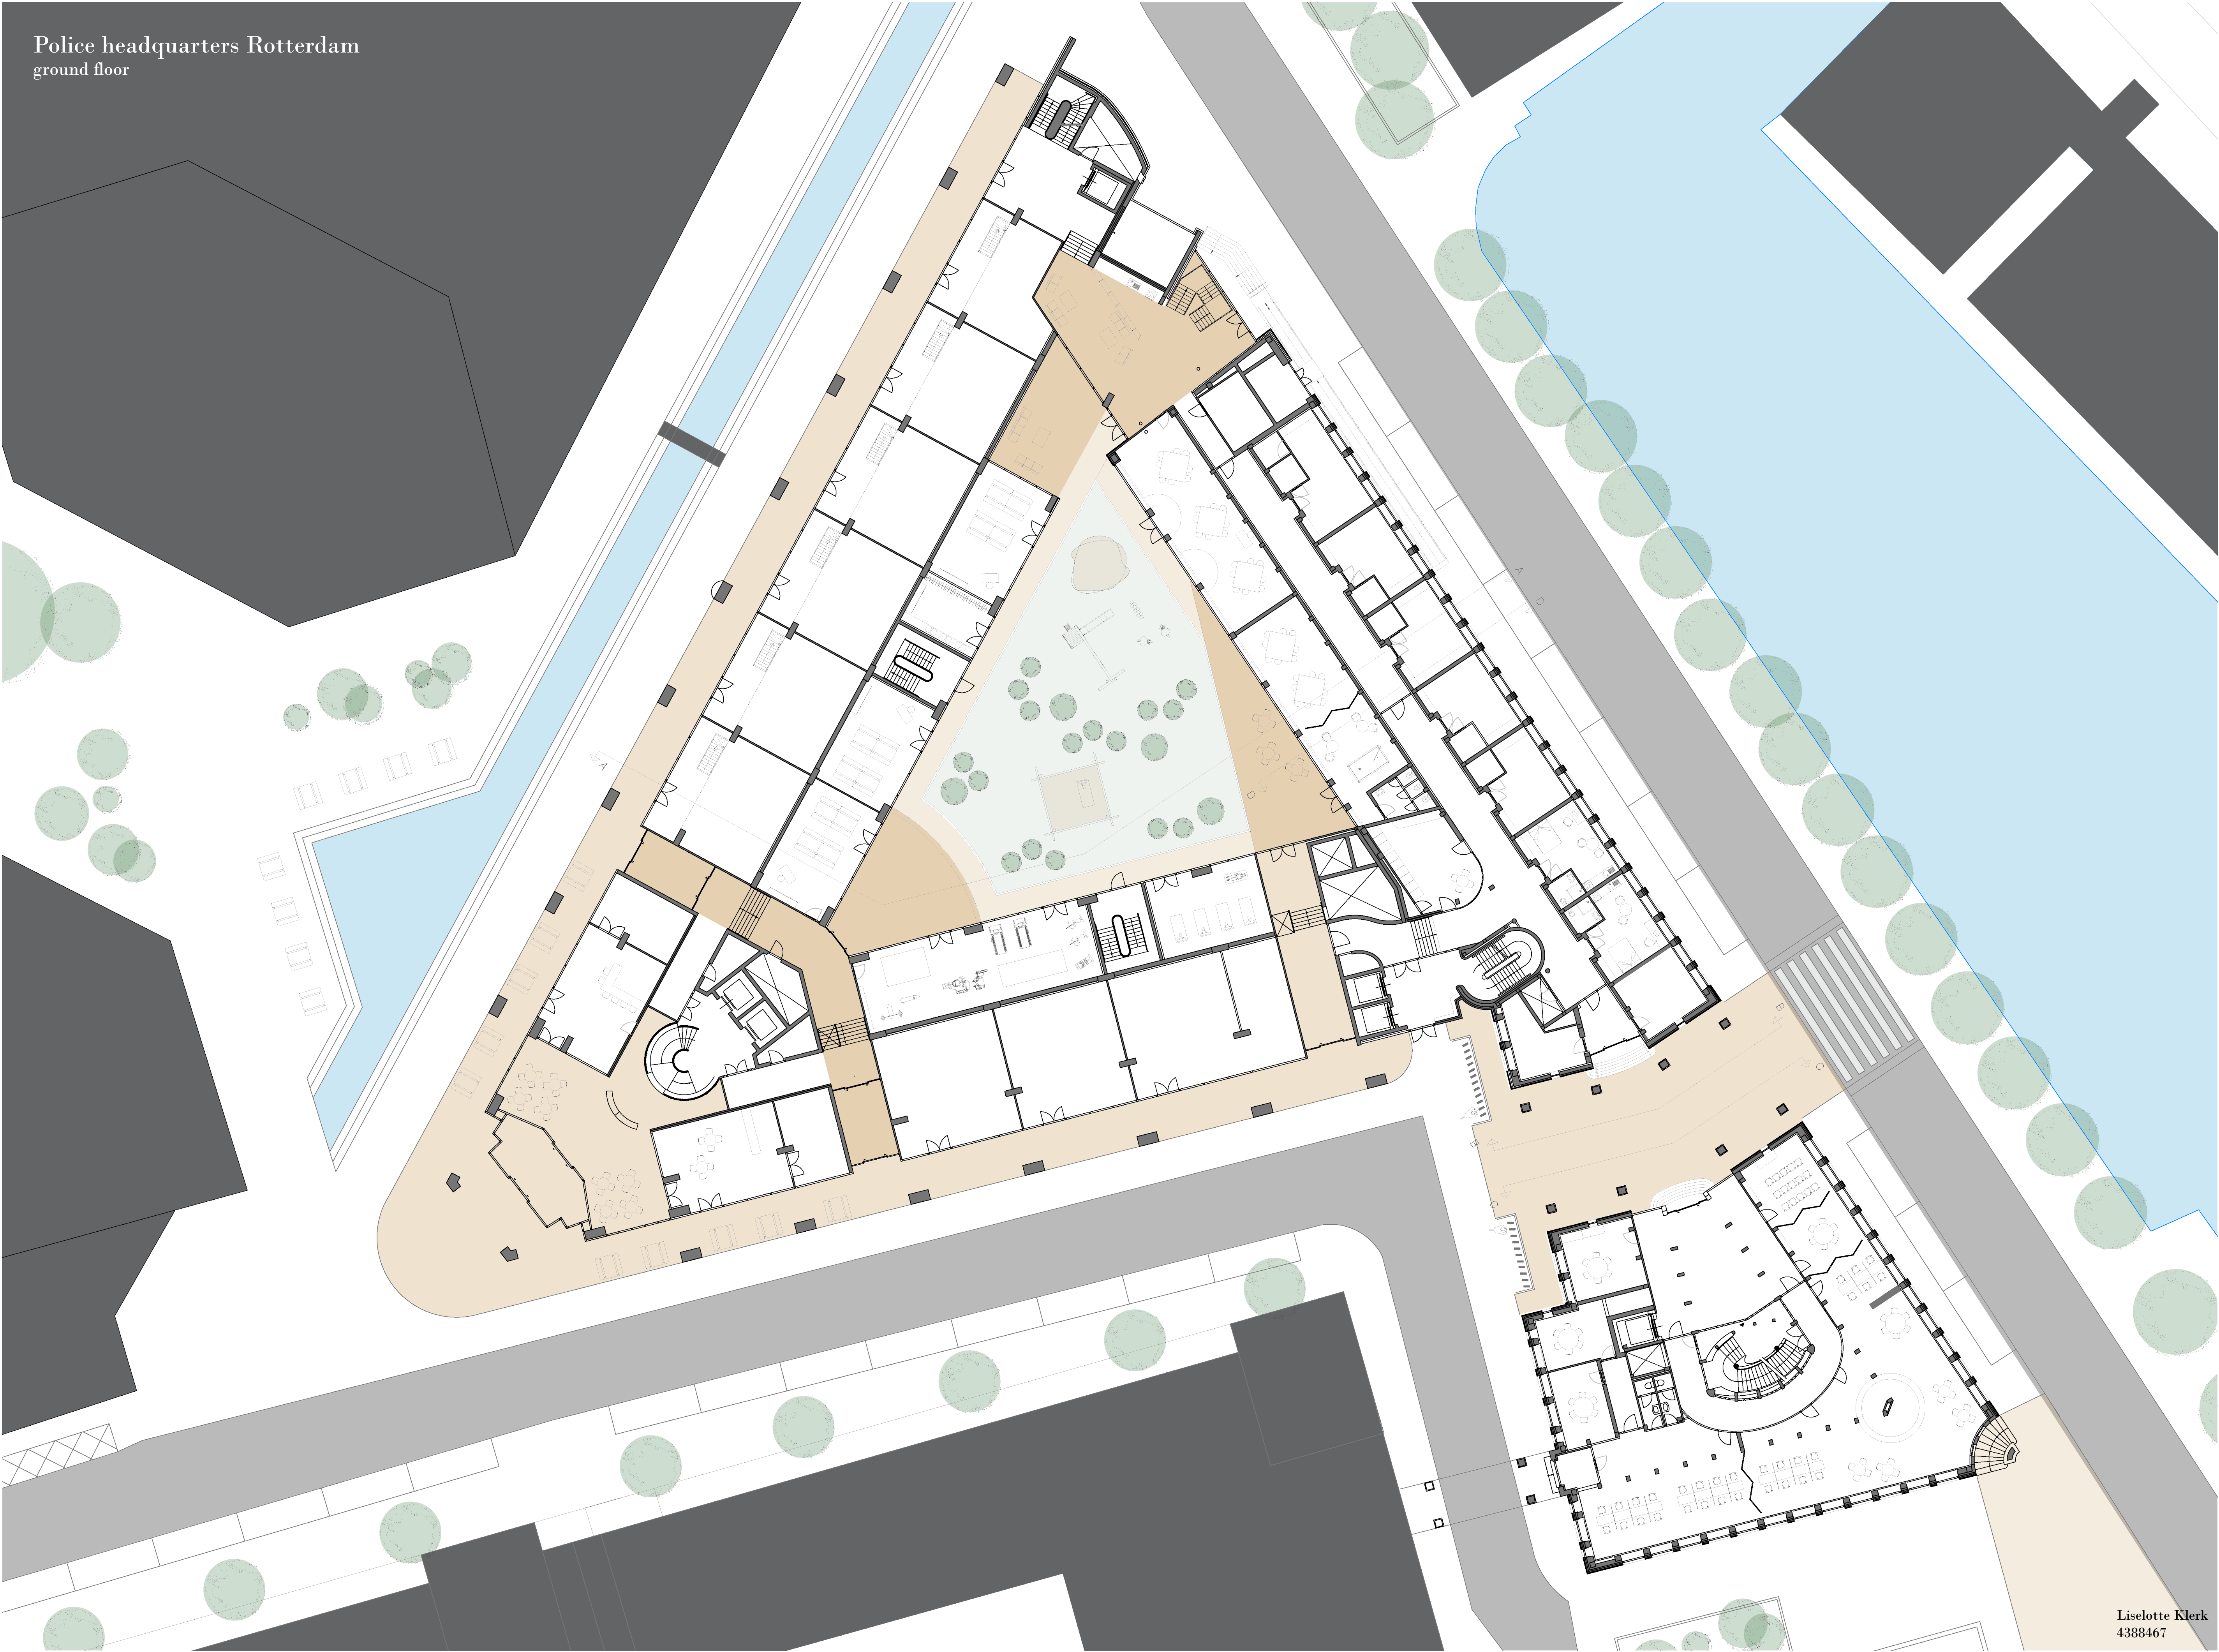 Police headquarters Rotterdam
ground floor
A
D
A
D
B
C
B
C
Liselotte Klerk
4388467